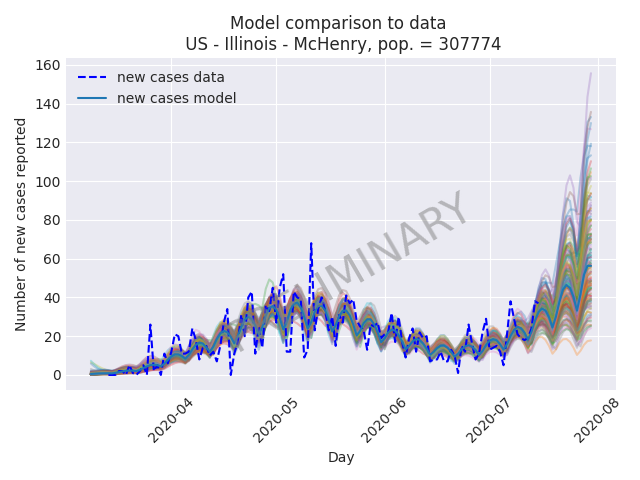 Model comparison to data
US - Illinois - McHenry, pop. = 307774
160
140
120
100
80
60
40
20
0
Number of new cases reported
new cases data
new cases model
2020-04
2020-05
2020-06
2020-07
2020-08
Day